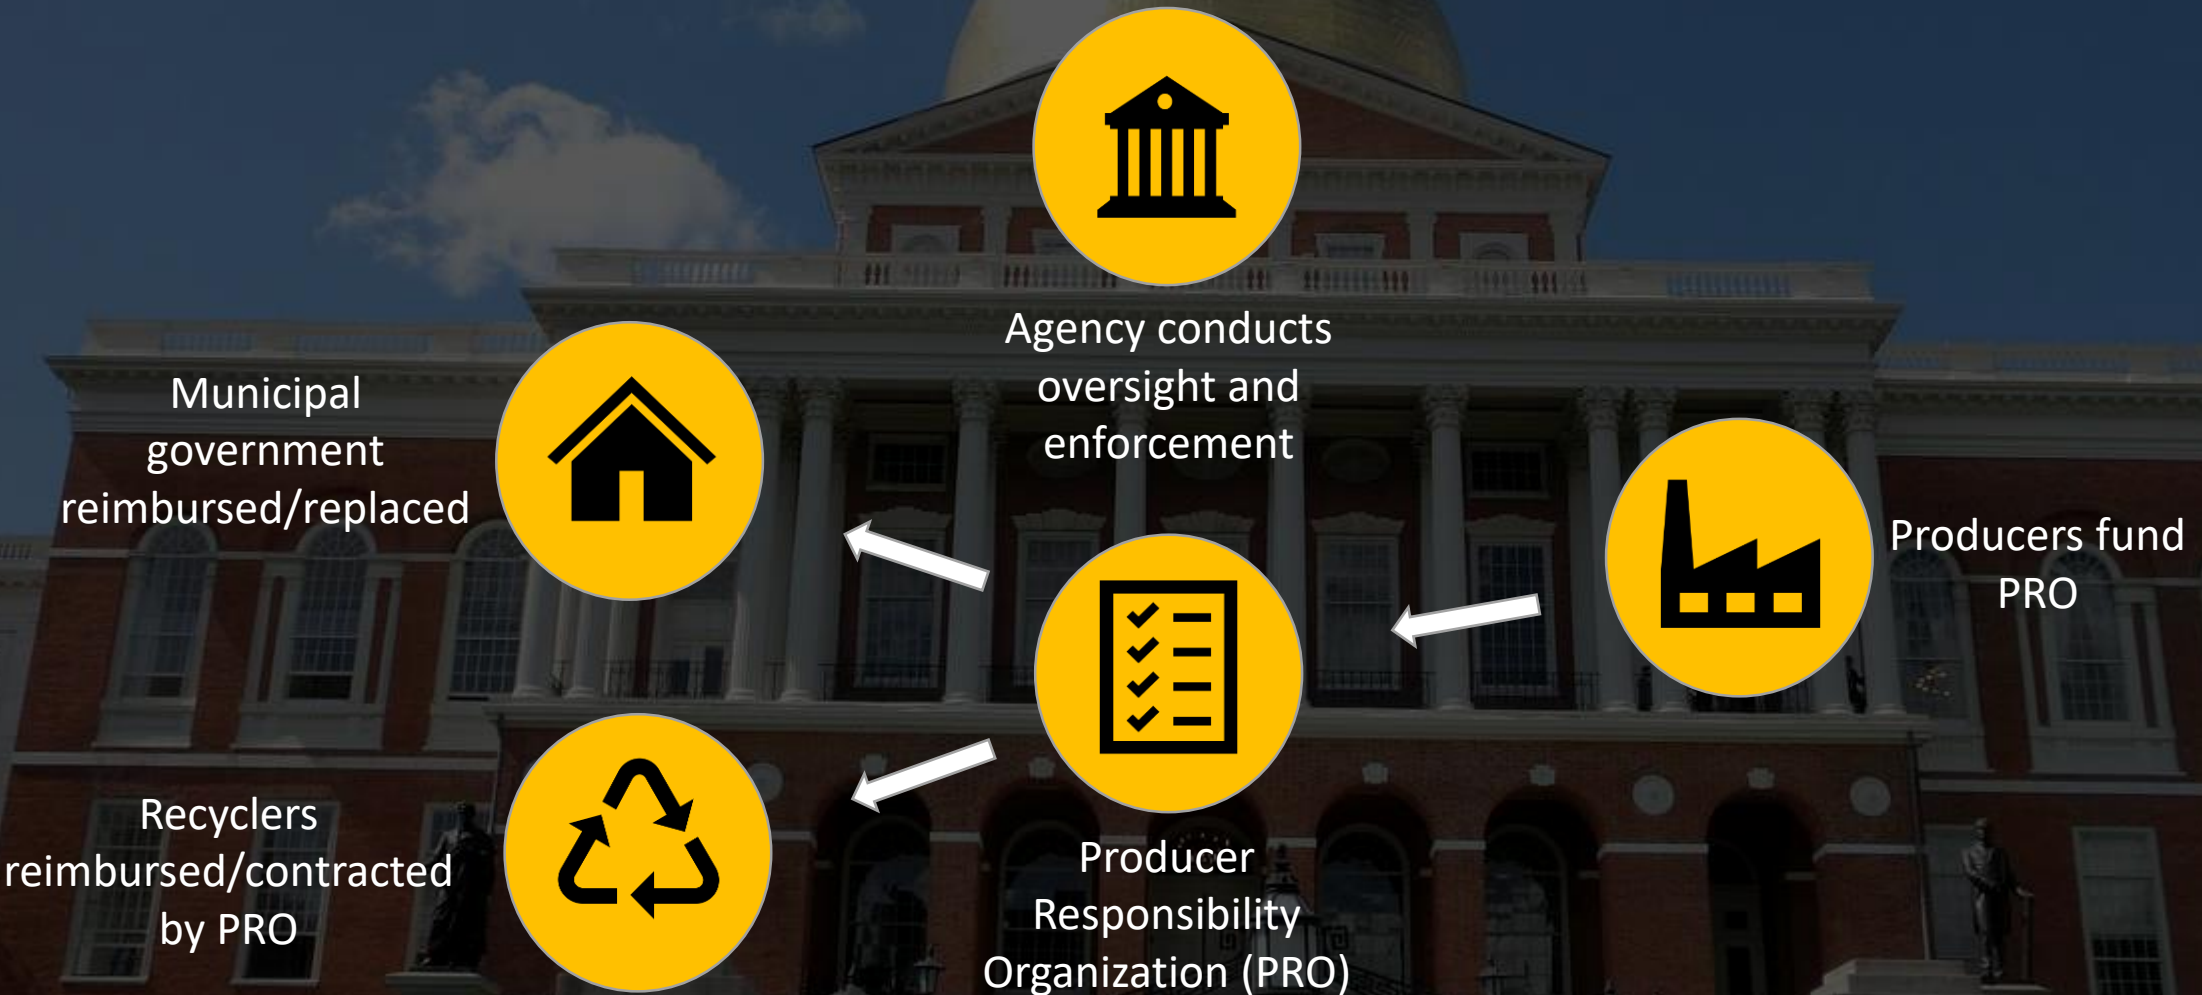 Agency conducts
oversight and
enforcement
Municipal
government
reimbursed/replaced
Producers fund
PRO
Recyclers
reimbursed/contracted
by PRO
Producer
Responsibility
Organization (PRO)